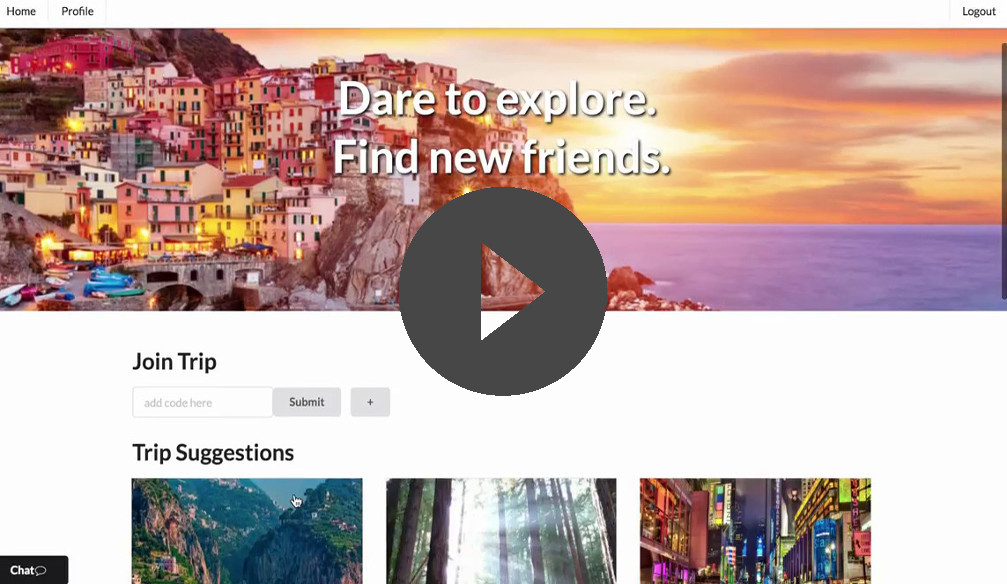 Home Profile Logout
Dare to explore.
Find new friends.
Join Trip
add code here Submit +
Trip Suggestions
Chat